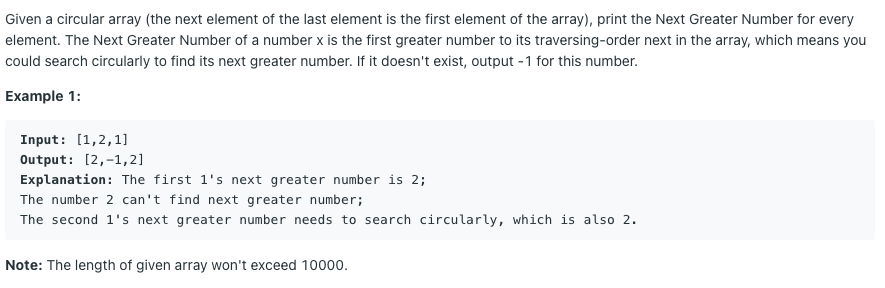 Given a circular array (the next element of the last element is the first element of the array), print the Next Greater Number for every
element. The Next Greater Number of a number x is the first greater number to its traversing-order next in the array, which means you
could search circularly to find its next greater number. If it doesn't exist, output -1 for this number.
Example 1:
Input: [1,2,1]
Output: [2,-1,2]
Explanation: The first 1's next greater number is 2;
The number 2 can't find next greater number;
The second 1's next greater number needs to search circularly, which is also 2.
Note: The length of given array won't exceed 10000.